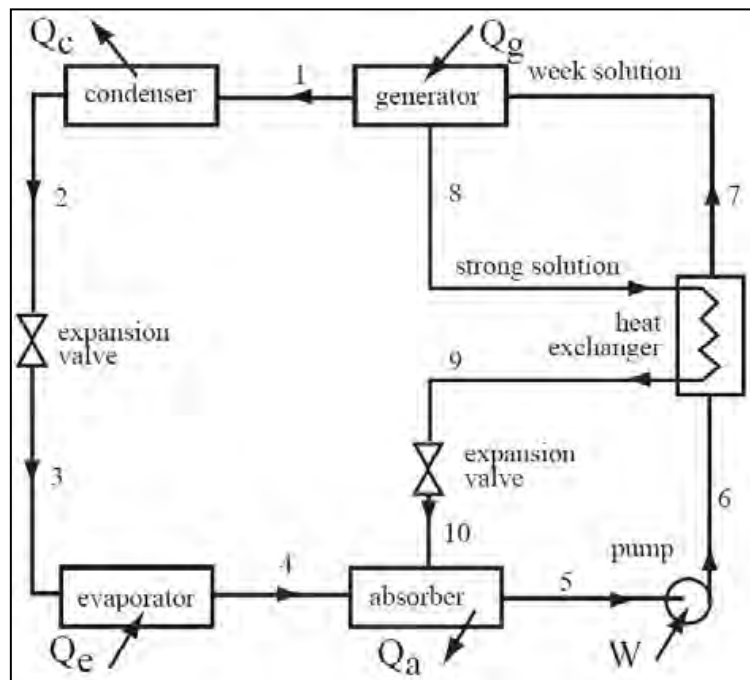 Qc
Qg
1
condenser
generator
week solution
2
8
7
strong solution
expansion
valve
heat
exchanger
9
expansion
valve
3
6
10
pump
4
5
evaporator
absorber
Qe
Qa
W